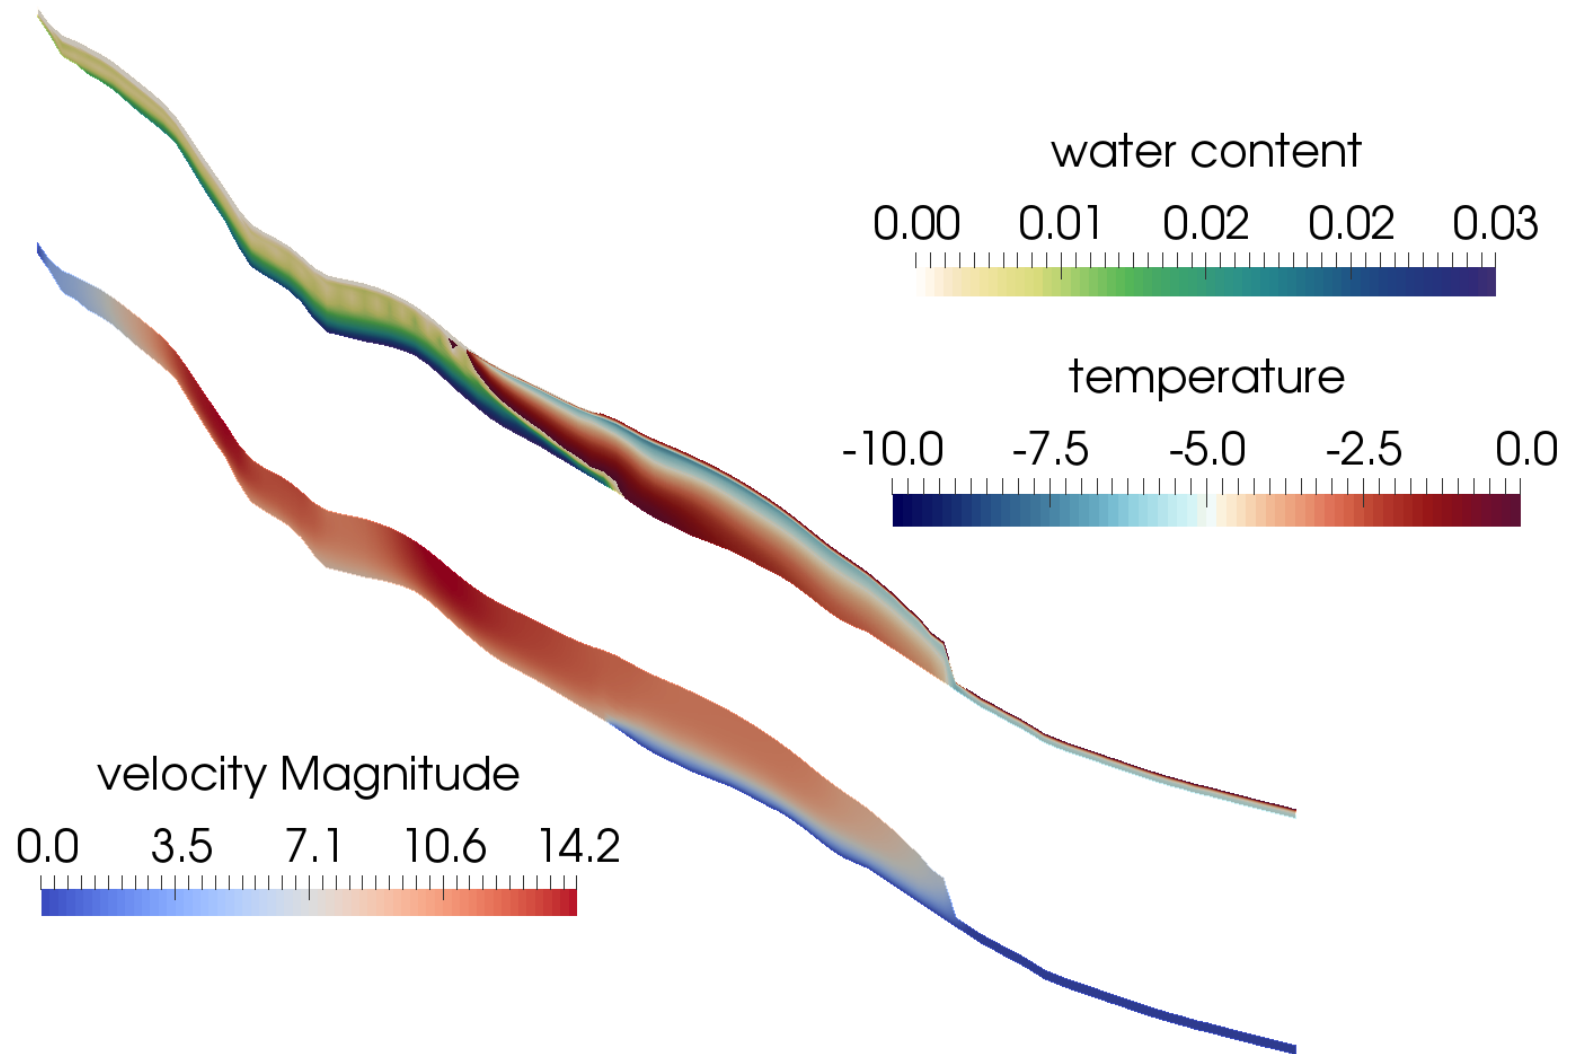 water content
0.00 0.01 0.02 0.02 0.03
temperature
-10.0 -7.5 -5.0 -2.5 0.0
velocity Magnitude
0.0 3.5 7.1 10.6 14.2